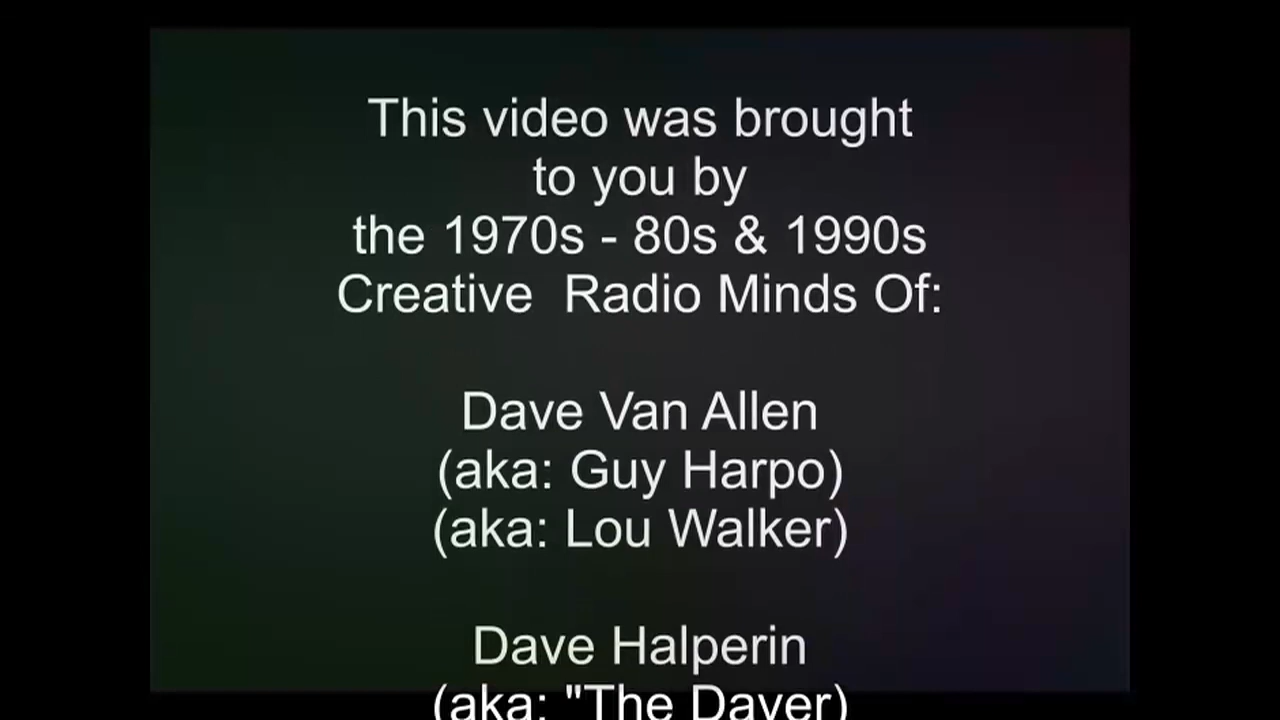 This video was brought
to you by
the 1970s - 80s & 1990s
Creative  Radio Minds Of:
Dave Van Allen
(aka: Guy Harpo)
(aka: Lou Walker)
Dave Halperin
(aka: "The Daver)